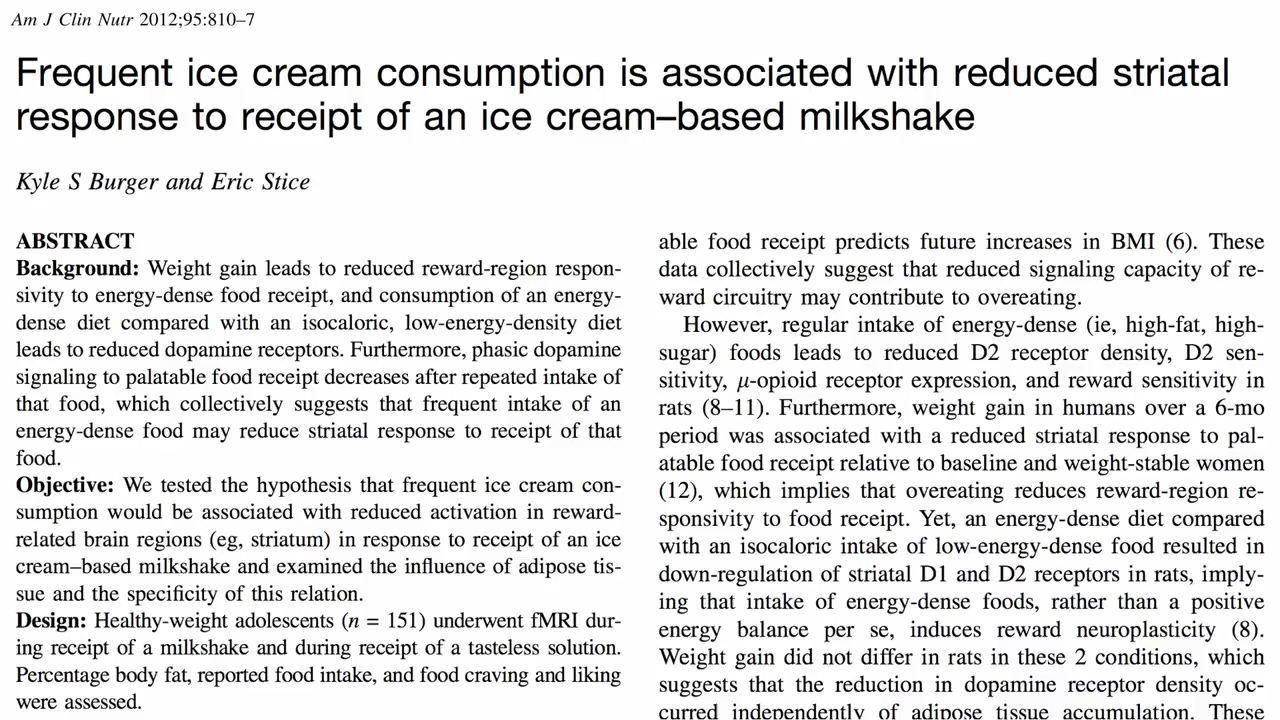 Am J Clin Nutr 2012;95:810–7
Frequent ice cream consumption is associated with reduced striatal
response to receipt of an ice cream–based milkshake
Kyle S Burger and Eric Stice
ABSTRACT
Background: Weight gain leads to reduced reward-region respon-
sivity to energy-dense food receipt, and consumption of an energy-
dense diet compared with an isocaloric, low-energy-density diet
leads to reduced dopamine receptors. Furthermore, phasic dopamine
signaling to palatable food receipt decreases after repeated intake of
that food, which collectively suggests that frequent intake of an
energy-dense food may reduce striatal response to receipt of that
food.
Objective: We tested the hypothesis that frequent ice cream con-
sumption would be associated with reduced activation in reward-
related brain regions (eg, striatum) in response to receipt of an ice
cream–based milkshake and examined the influence of adipose tis-
sue and the specificity of this relation.
Design: Healthy-weight adolescents (n = 151) underwent fMRI dur-
ing receipt of a milkshake and during receipt of a tasteless solution.
Percentage body fat, reported food intake, and food craving and liking
were assessed.
able food receipt predicts future increases in BMI (6). These
data collectively suggest that reduced signaling capacity of re-
ward circuitry may contribute to overeating.
However, regular intake of energy-dense (ie, high-fat, high-
sugar) foods leads to reduced D2 receptor density, D2 sen-
sitivity, μ-opioid receptor expression, and reward sensitivity in
rats (8–11). Furthermore, weight gain in humans over a 6-mo
period was associated with a reduced striatal response to pal-
atable food receipt relative to baseline and weight-stable women
(12), which implies that overeating reduces reward-region re-
sponsivity to food receipt. Yet, an energy-dense diet compared
with an isocaloric intake of low-energy-dense food resulted in
down-regulation of striatal D1 and D2 receptors in rats, imply-
ing that intake of energy-dense foods, rather than a positive
energy balance per se, induces reward neuroplasticity (8).
Weight gain did not differ in rats in these 2 conditions, which
suggests that the reduction in dopamine receptor density oc-
curred independently of adipose tissue accumulation. These